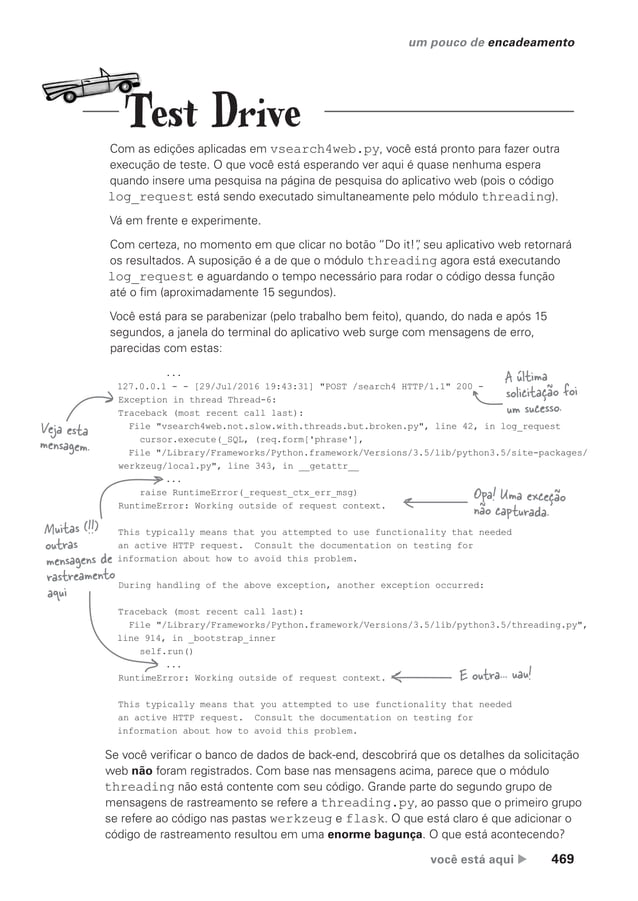 um pouco de encadeamento
Test Drive
Com as edições aplicadas em vsearch4web.py, você está pronto para fazer outra
execução de teste. O que você está esperando ver aqui é quase nenhuma espera
quando insere uma pesquisa na página de pesquisa do aplicativo web (pois o código
log_request está sendo executado simultaneamente pelo módulo threading).
Vá em frente e experimente.
Com certeza, no momento em que clicar no botão “Do it!”, seu aplicativo web retornará
os resultados. A suposição é a de que o módulo threading agora está executando
log_request e aguardando o tempo necessário para rodar o código dessa função
até o fim (aproximadamente 15 segundos).
Você está para se parabenizar (pelo trabalho bem feito), quando, do nada e após 15
segundos, a janela do terminal do aplicativo web surge com mensagens de erro,
parecidas com estas:
...
127.0.0.1 - - [29/Jul/2016 19:43:31] "POST /search4 HTTP/1.1" 200 -
A última
solicitação foi
um sucesso.
Exception in thread Thread-6:
Traceback (most recent call last):
File "vsearch4web.not.slow.with.threads.but.broken.py", line 42, in log_request
Veja esta
mensagem.
cursor.execute(_SQL, (req.form['phrase'],
File "/Library/Frameworks/Python.framework/Versions/3.5/lib/python3.5/site-packages/
werkzeug/local.py", line 343, in __getattr__
...
raise RuntimeError(_request_ctx_err_msg)
RuntimeError: Working outside of request context.
Opa! Uma exceção
não capturada.
Muitas (!!)
outras
mensagens de
rastreamento
aqui
This typically means that you attempted to use functionality that needed
an active HTTP request. Consult the documentation on testing for
information about how to avoid this problem.
During handling of the above exception, another exception occurred:
Traceback (most recent call last):
File "/Library/Frameworks/Python.framework/Versions/3.5/lib/python3.5/threading.py",
line 914, in _bootstrap_inner
self.run()
...
RuntimeError: Working outside of request context.
E outra... uau!
This typically means that you attempted to use functionality that needed
an active HTTP request. Consult the documentation on testing for
information about how to avoid this problem.
Se você verificar o banco de dados de back-end, descobrirá que os detalhes da solicitação
web não foram registrados. Com base nas mensagens acima, parece que o módulo
threading não está contente com seu código. Grande parte do segundo grupo de
mensagens de rastreamento se refere a threading.py, ao passo que o primeiro grupo
se refere ao código nas pastas werkzeug e flask. O que está claro é que adicionar o
código de rastreamento resultou em uma enorme bagunça. O que está acontecendo?
você está aqui ▶ 469